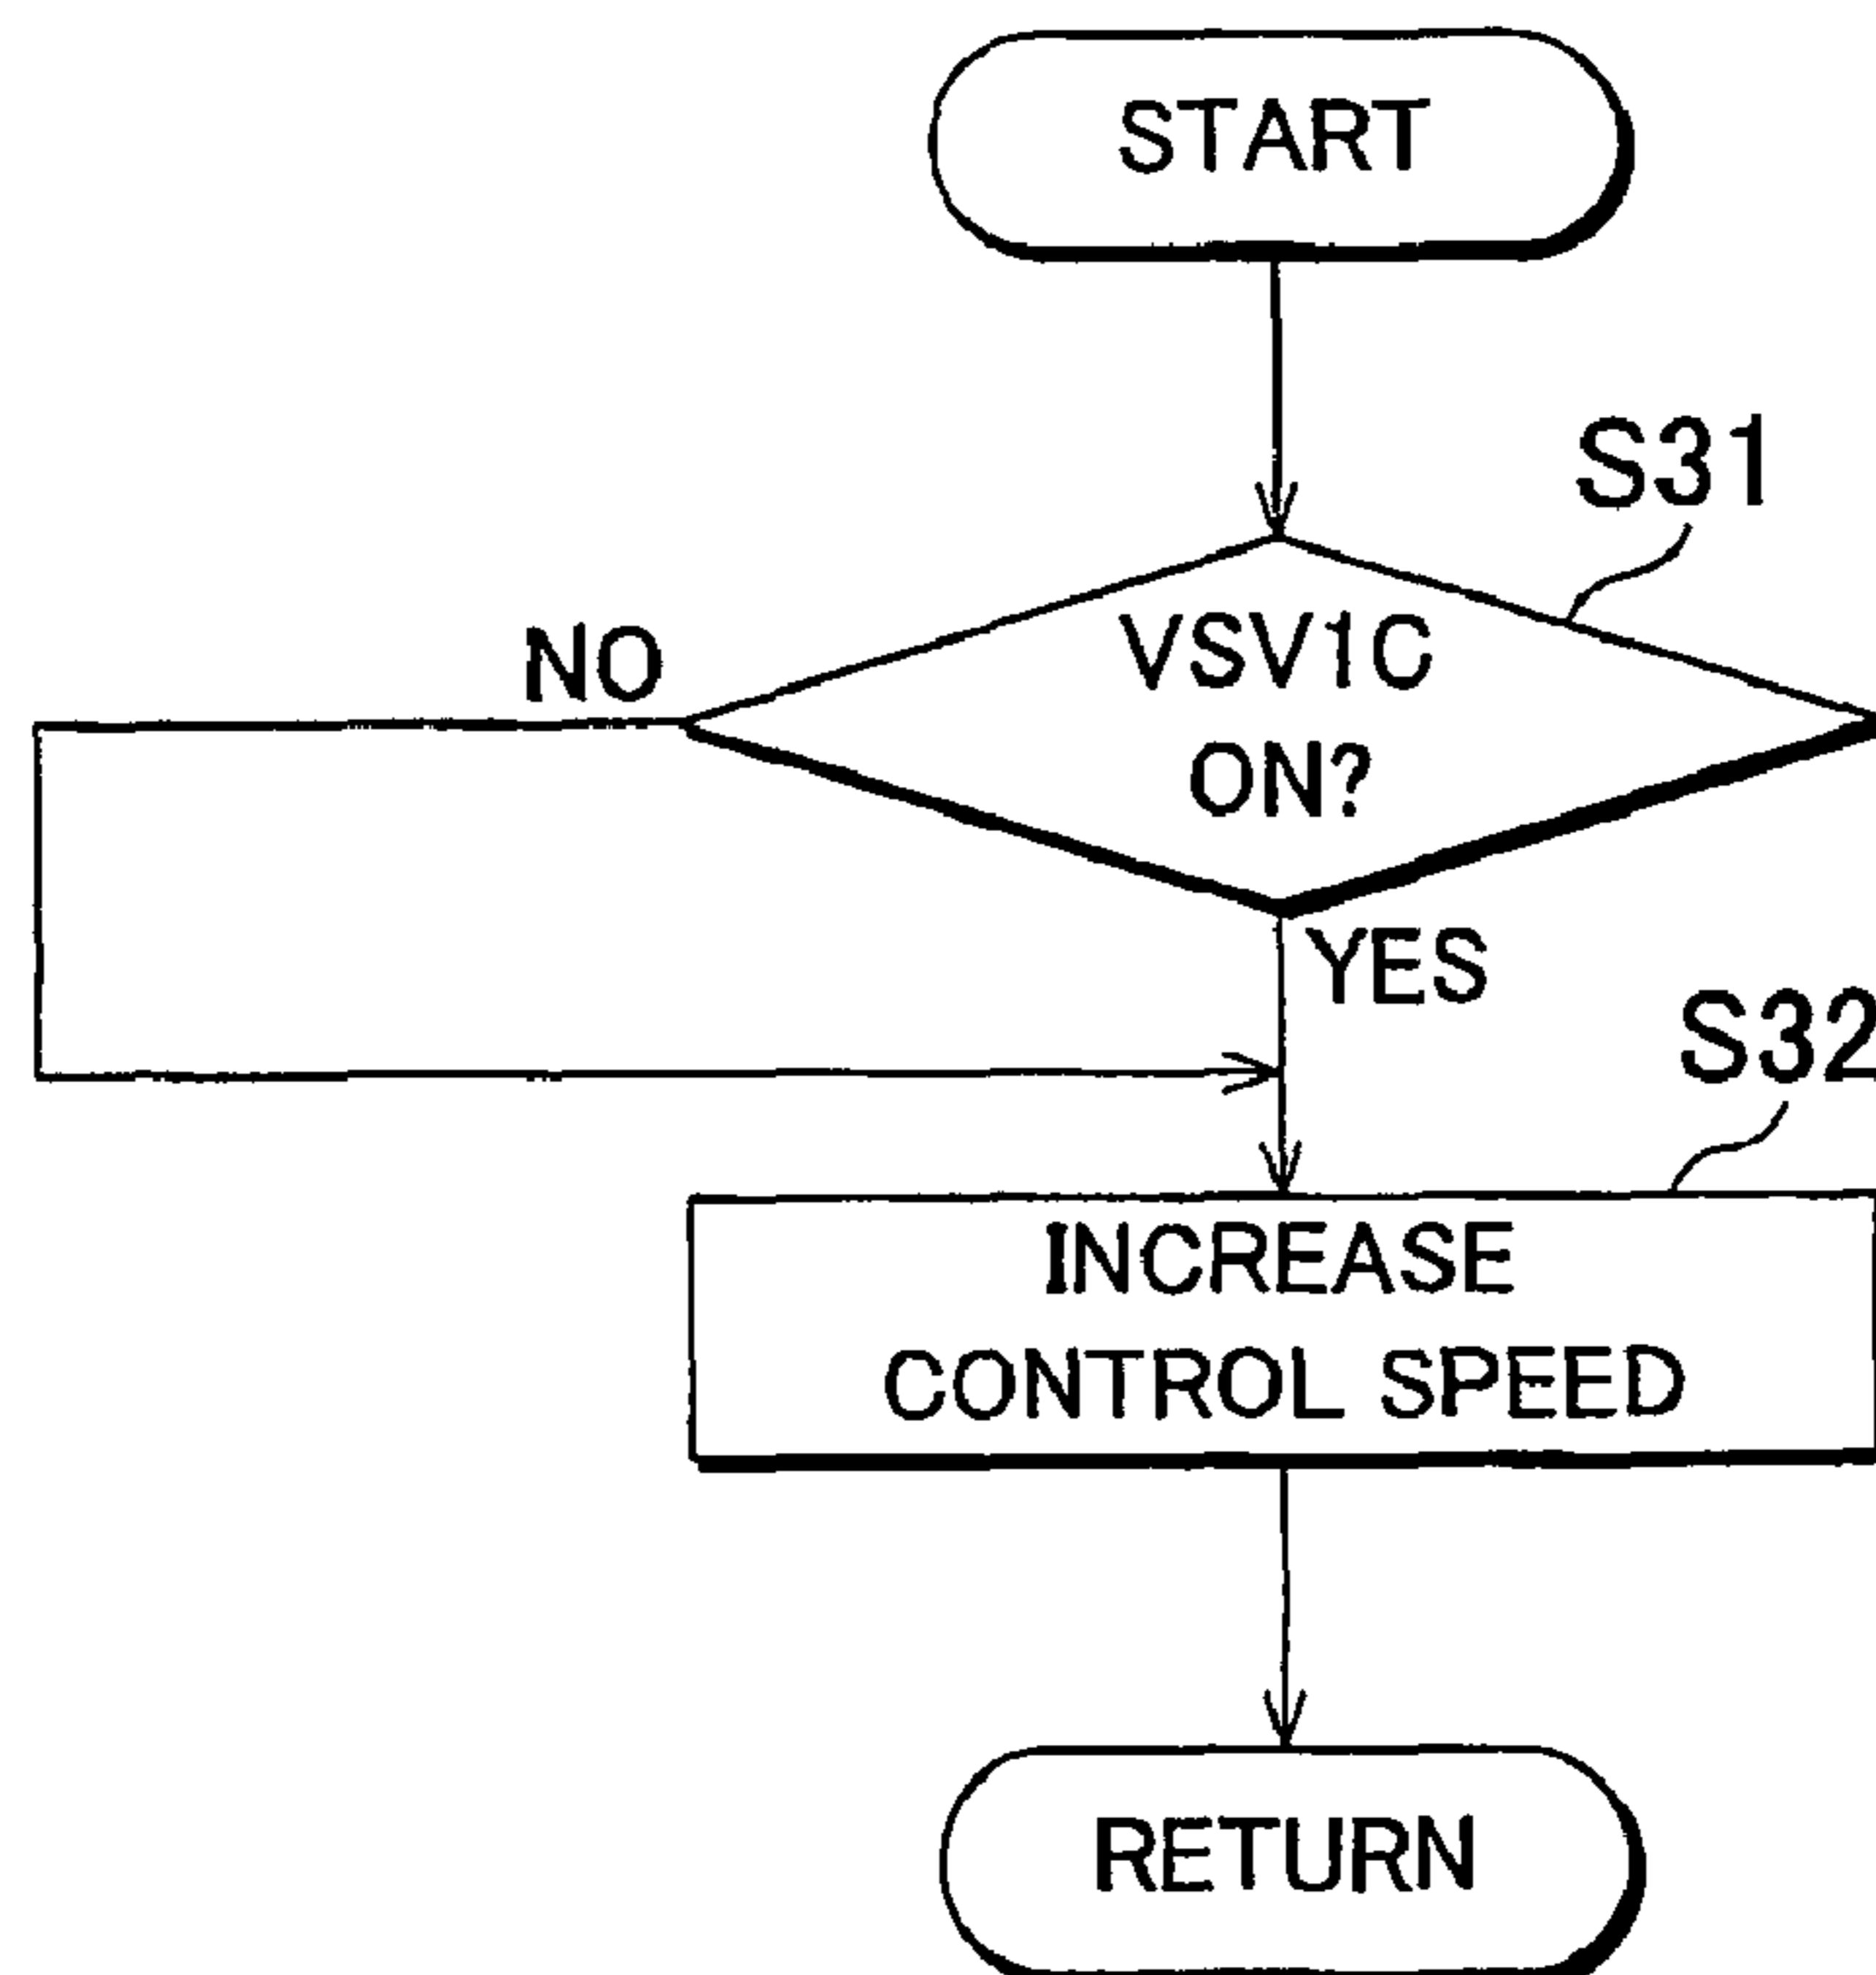 START
S31
NO
VSV1C
ON?
YES
S32
INCREASE
CONTROL SPEED
RETURN